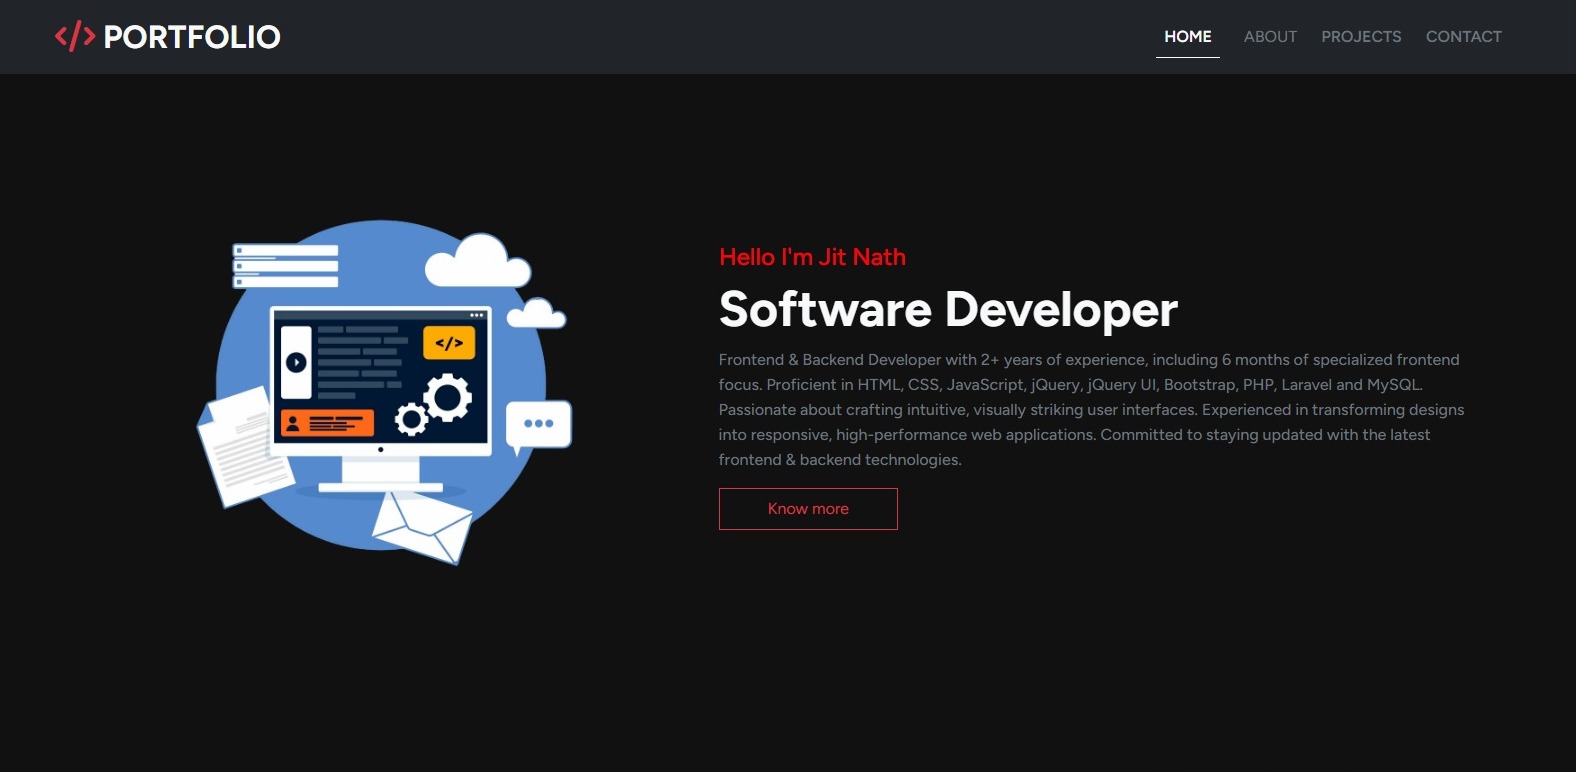 </> PORTFOLIO
HOME ABOUT PROJECTS CONTACT
</>
Hello I'm Jit Nath
Software Developer
Frontend & Backend Developer with 2+ years of experience, including 6 months of specialized frontend
focus. Proficient in HTML, CSS, JavaScript, jQuery, jQuery UI, Bootstrap, PHP, Laravel and MySQL.
Passionate about crafting intuitive, visually striking user interfaces. Experienced in transforming designs
into responsive, high-performance web applications. Committed to staying updated with the latest
frontend & backend technologies.
Know more